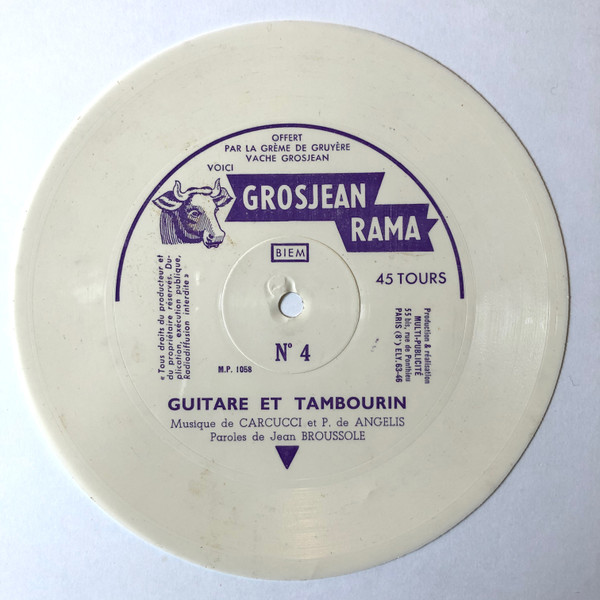 OFFERT
PAR LA GRÈME DE GRUYÈRE
VACHE GROSJEAN
VOICI
GROSJEAN
RAMA
BIEM
45 TOURS
« Tous droits du producteur et
du propriétaire réservés. Du-
plication, exécution publique,
Radiodiffusion interdite »
Production & réalisation
MULTI-PUBLICITÉ
55 bis, rue de Ponthieu
PARIS (8ᵉ) ELY. 63-46
N° 4
M.P. 1058
GUITARE ET TAMBOURIN
Musique de CARCUCCI et P. de ANGELIS
Paroles de Jean BROUSSOLE